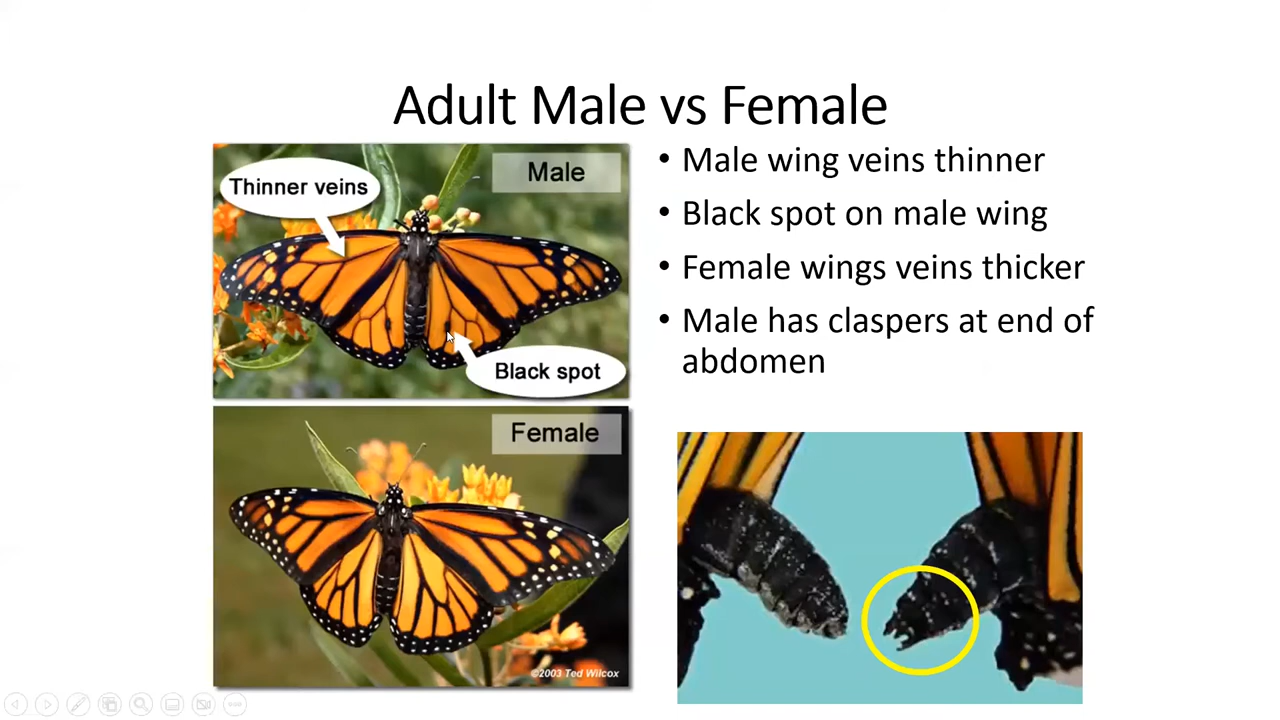 Adult Male vs Female
Thinner veins
Male
Black spot
Female
©2003 Ted Wilcox
• Male wing veins thinner
• Black spot on male wing
• Female wings veins thicker
• Male has claspers at end of
abdomen